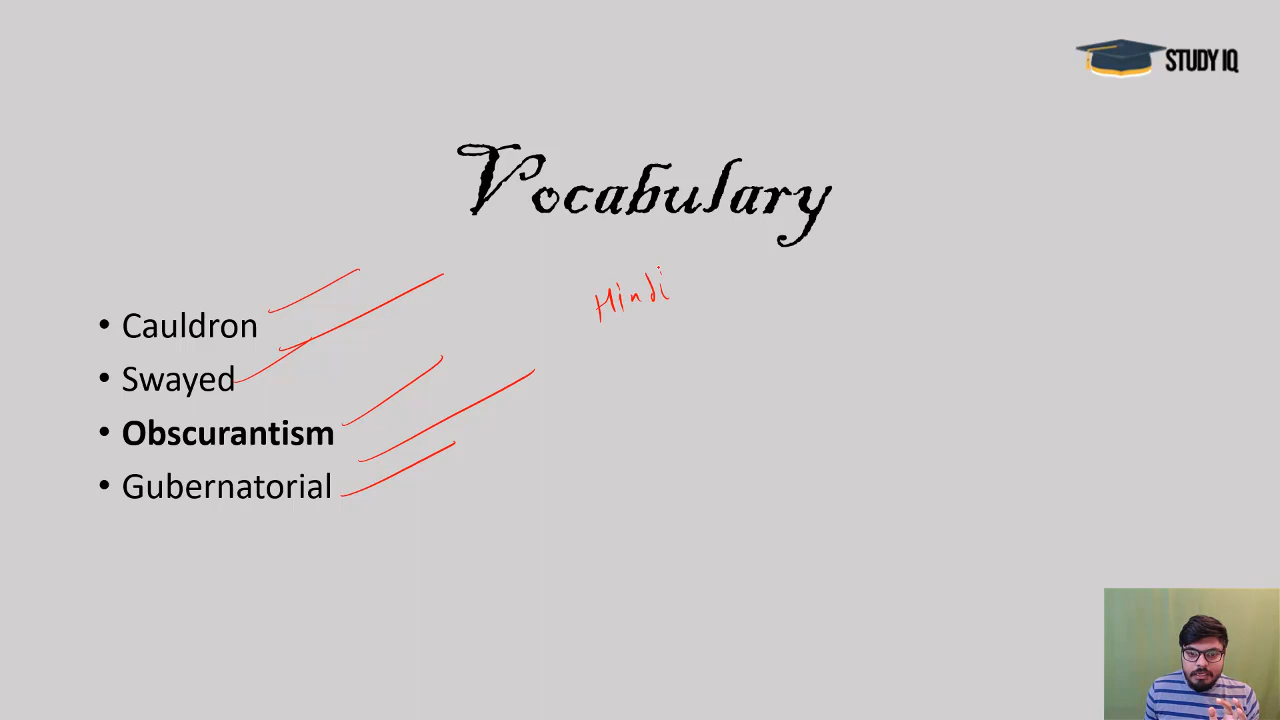 STUDY IQ
Vocabulary
Hindi
• Cauldron
• Swayed
• Obscurantism
• Gubernatorial